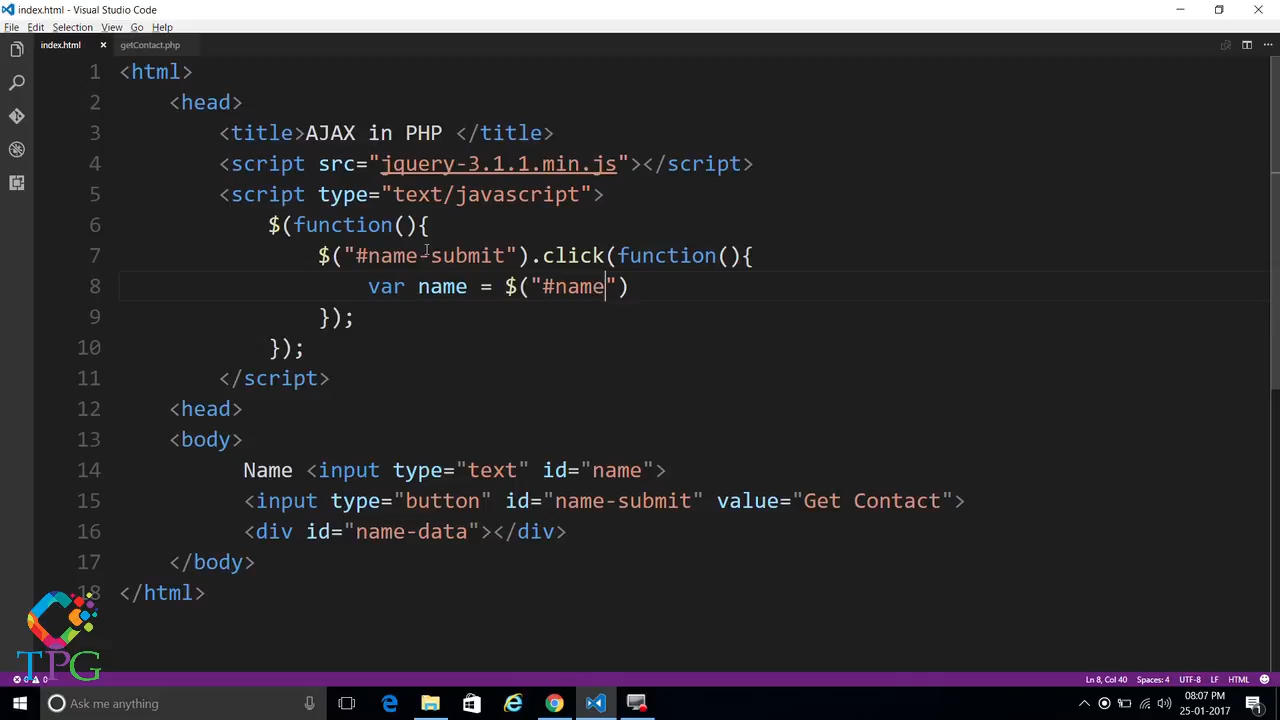 index.html - Visual Studio Code
File Edit Selection View Go Help
index.html getContact.php
1 <html>
2 <head>
3 <title>AJAX in PHP </title>
4 <script src="jquery-3.1.1.min.js"></script>
5 <script type="text/javascript">
6 $(function(){
7 $("#name-submit").click(function(){
8 var name = $("#name")
9 });
10 });
11 </script>
12 <head>
13 <body>
14 Name <input type="text" id="name">
15 <input type="button" id="name-submit" value="Get Contact">
16 <div id="name-data"></div>
17 </body>
18 </html>
TPG
0 0 Ln 8, Col 40 Spaces: 4 UTF-8 LF HTML
Ask me anything
08:07 PM
25-01-2017